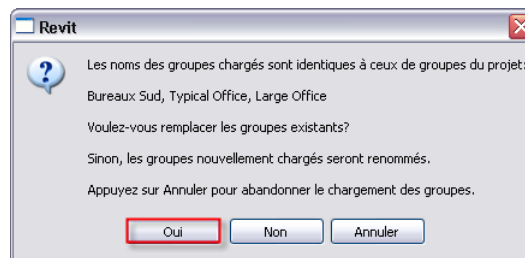 Revit
Les noms des groupes chargés sont identiques à ceux de groupes du projet:
Bureaux Sud, Typical Office, Large Office
Voulez-vous remplacer les groupes existants?
Sinon, les groupes nouvellement chargés seront renommés.
Appuyez sur Annuler pour abandonner le chargement des groupes.
Oui Non Annuler